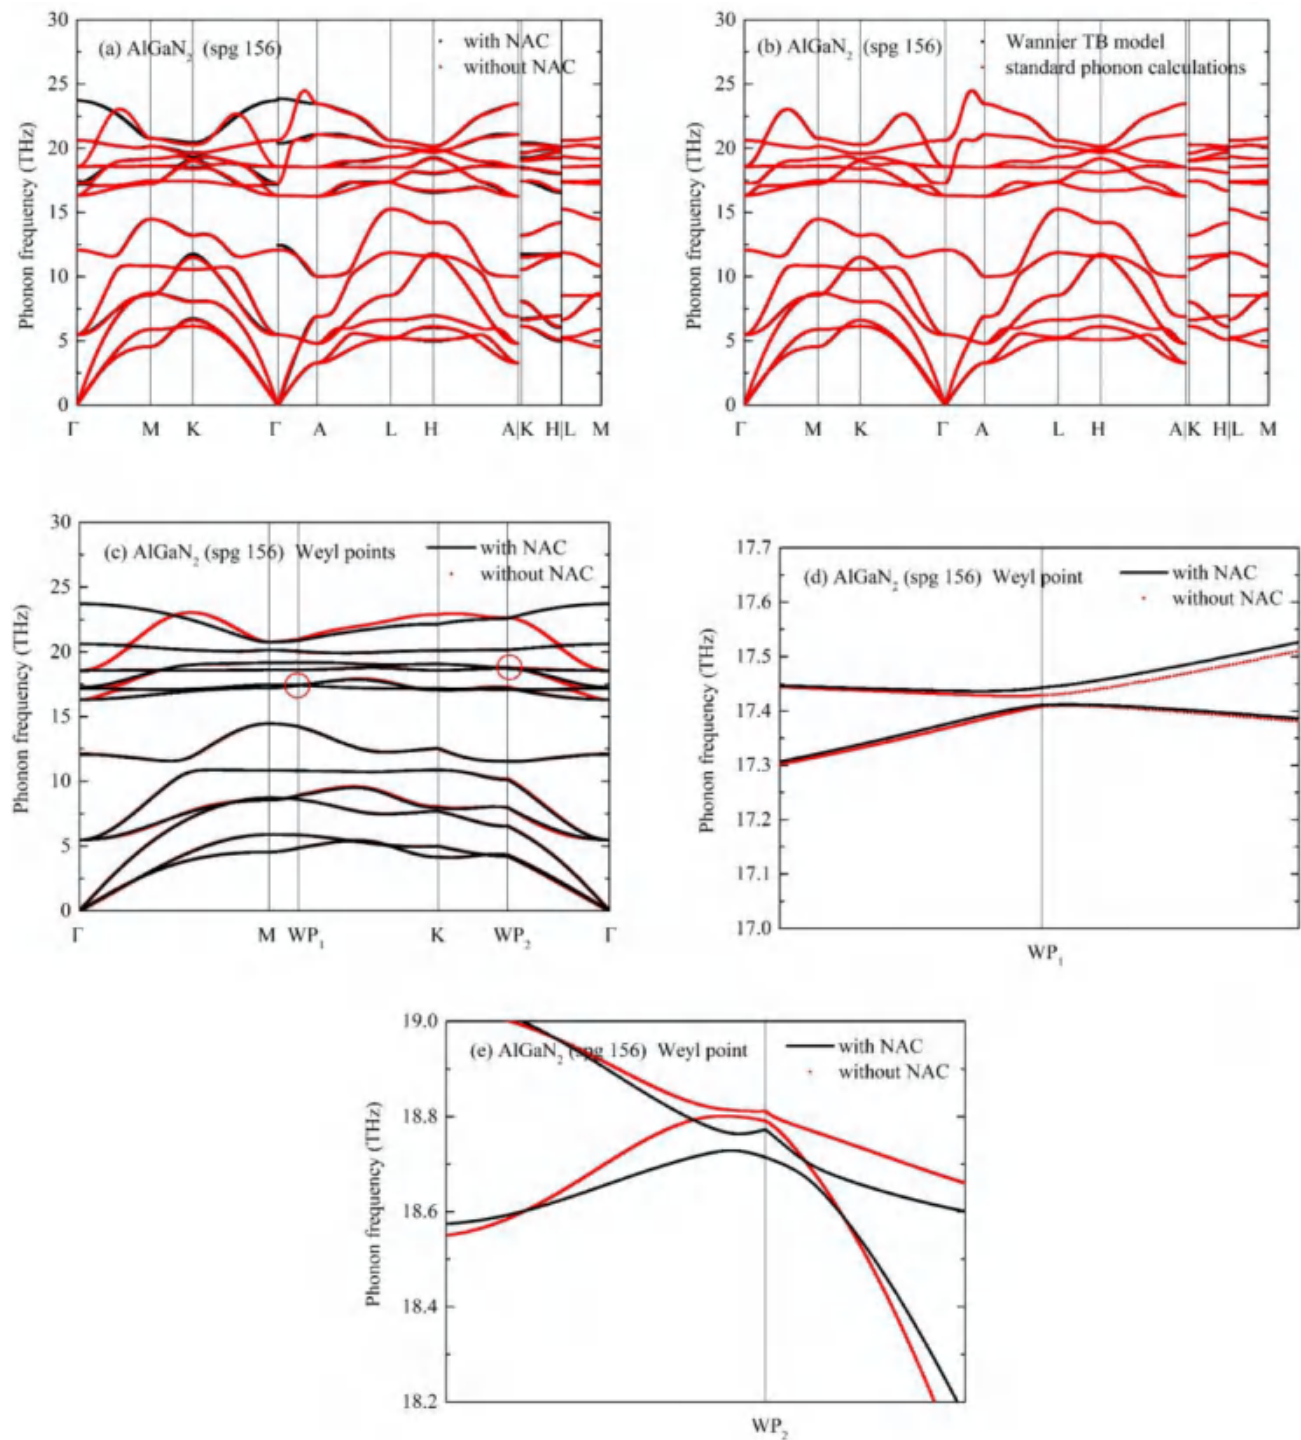 (a) AlGaN₂ (spg 156)
with NAC
without NAC
Phonon frequency (THz)
30
25
20
15
10
5
0
Γ M K Γ A L H A|K H|L M
(b) AlGaN₂ (spg 156)
Wannier TB model
standard phonon calculations
Phonon frequency (THz)
30
25
20
15
10
5
0
Γ M K Γ A L H A|K H|L M
(c) AlGaN₂ (spg 156) Weyl points
with NAC
without NAC
Phonon frequency (THz)
30
25
20
15
10
5
0
Γ M WP₁ K WP₂ Γ
(d) AlGaN₂ (spg 156) Weyl point
with NAC
without NAC
Phonon frequency (THz)
17.7
17.6
17.5
17.4
17.3
17.2
17.1
17.0
WP₁
(e) AlGaN₂ (spg 156) Weyl point
with NAC
without NAC
Phonon frequency (THz)
19.0
18.8
18.6
18.4
18.2
WP₂